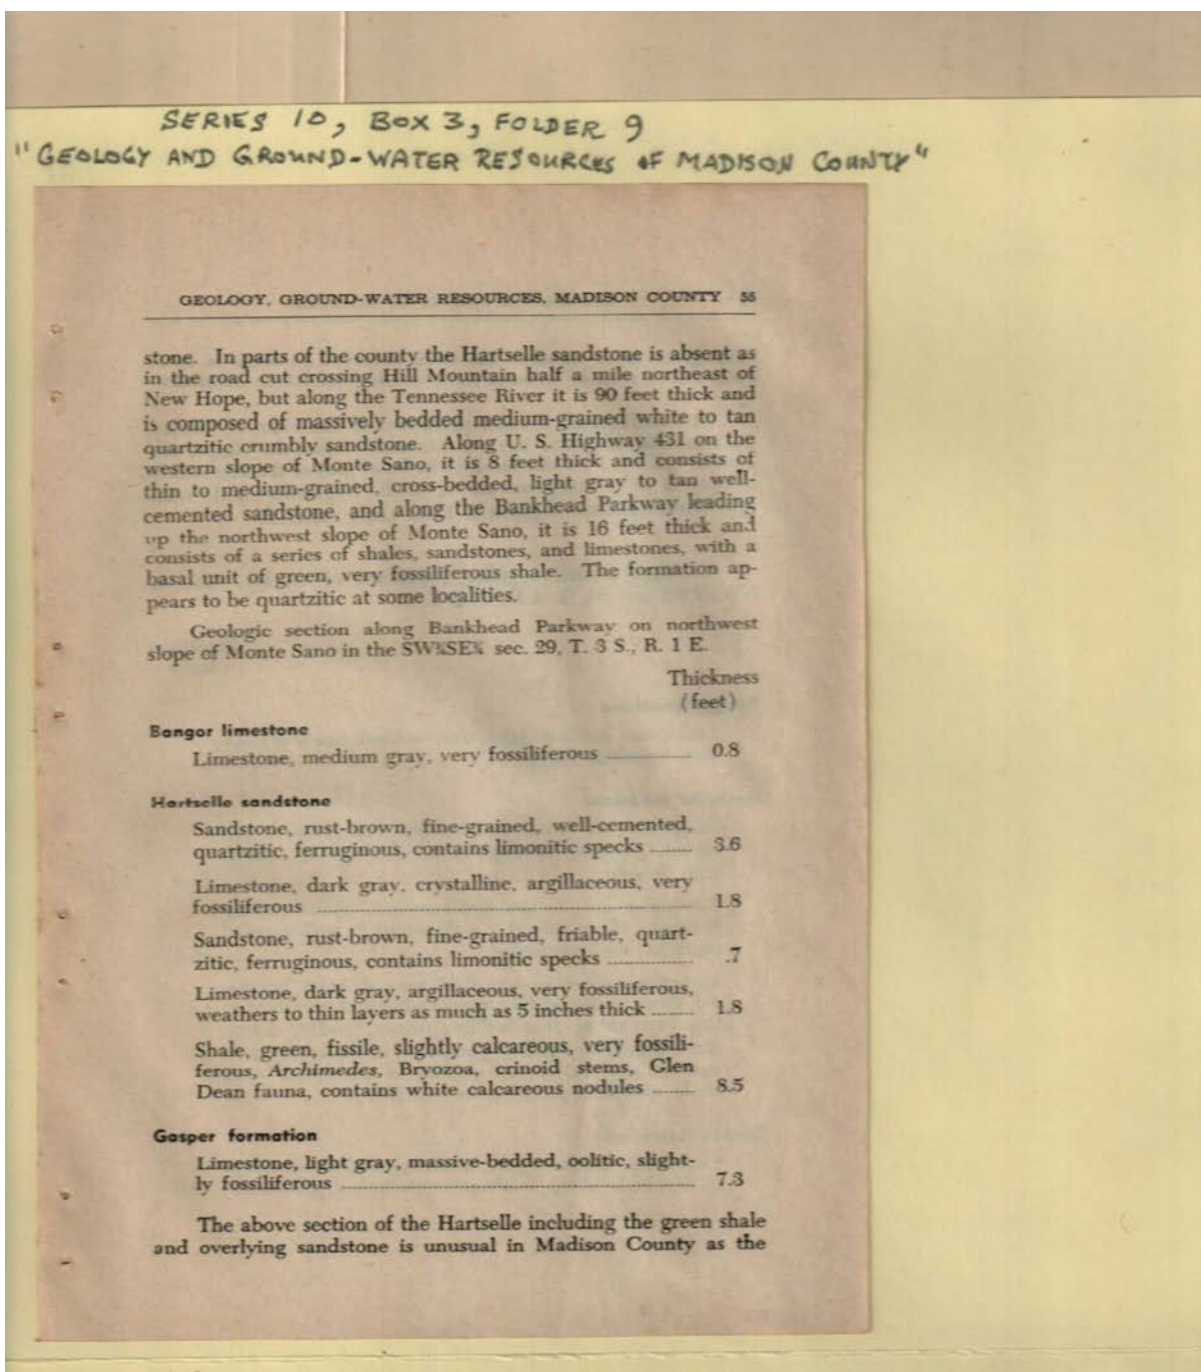 SERIES 10, BOX 3, FOLDER 9
"GEOLOGY AND GROUND-WATER RESOURCES OF MADISON COUNTY"
GEOLOGY, GROUND-WATER RESOURCES, MADISON COUNTY 55
stone. In parts of the county the Hartselle sandstone is absent as
in the road cut crossing Hill Mountain half a mile northeast of
New Hope, but along the Tennessee River it is 90 feet thick and
is composed of massively bedded medium-grained white to tan
quartzitic crumbly sandstone. Along U. S. Highway 431 on the
western slope of Monte Sano, it is 8 feet thick and consists of
thin to medium-grained, cross-bedded, light gray to tan well-
cemented sandstone, and along the Bankhead Parkway leading
up the northwest slope of Monte Sano, it is 16 feet thick and
consists of a series of shales, sandstones, and limestones, with a
basal unit of green, very fossiliferous shale. The formation ap-
pears to be quartzitic at some localities.
Geologic section along Bankhead Parkway on northwest
slope of Monte Sano in the SW¼SE¼ sec. 29, T. 3 S., R. 1 E.
Thickness
(feet)
Bangor limestone
Limestone, medium gray, very fossiliferous ............ 0.8
Hartselle sandstone
Sandstone, rust-brown, fine-grained, well-cemented,
quartzitic, ferruginous, contains limonitic specks ........ 3.6
Limestone, dark gray, crystalline, argillaceous, very
fossiliferous ............ 1.8
Sandstone, rust-brown, fine-grained, friable, quart-
zitic, ferruginous, contains limonitic specks ............ .7
Limestone, dark gray, argillaceous, very fossiliferous,
weathers to thin layers as much as 5 inches thick ........ 1.8
Shale, green, fissile, slightly calcareous, very fossili-
ferous, Archimedes, Bryozoa, crinoid stems, Glen
Dean fauna, contains white calcareous nodules ........ 8.5
Gasper formation
Limestone, light gray, massive-bedded, oolitic, slight-
ly fossiliferous ............ 7.3
The above section of the Hartselle including the green shale
and overlying sandstone is unusual in Madison County as the